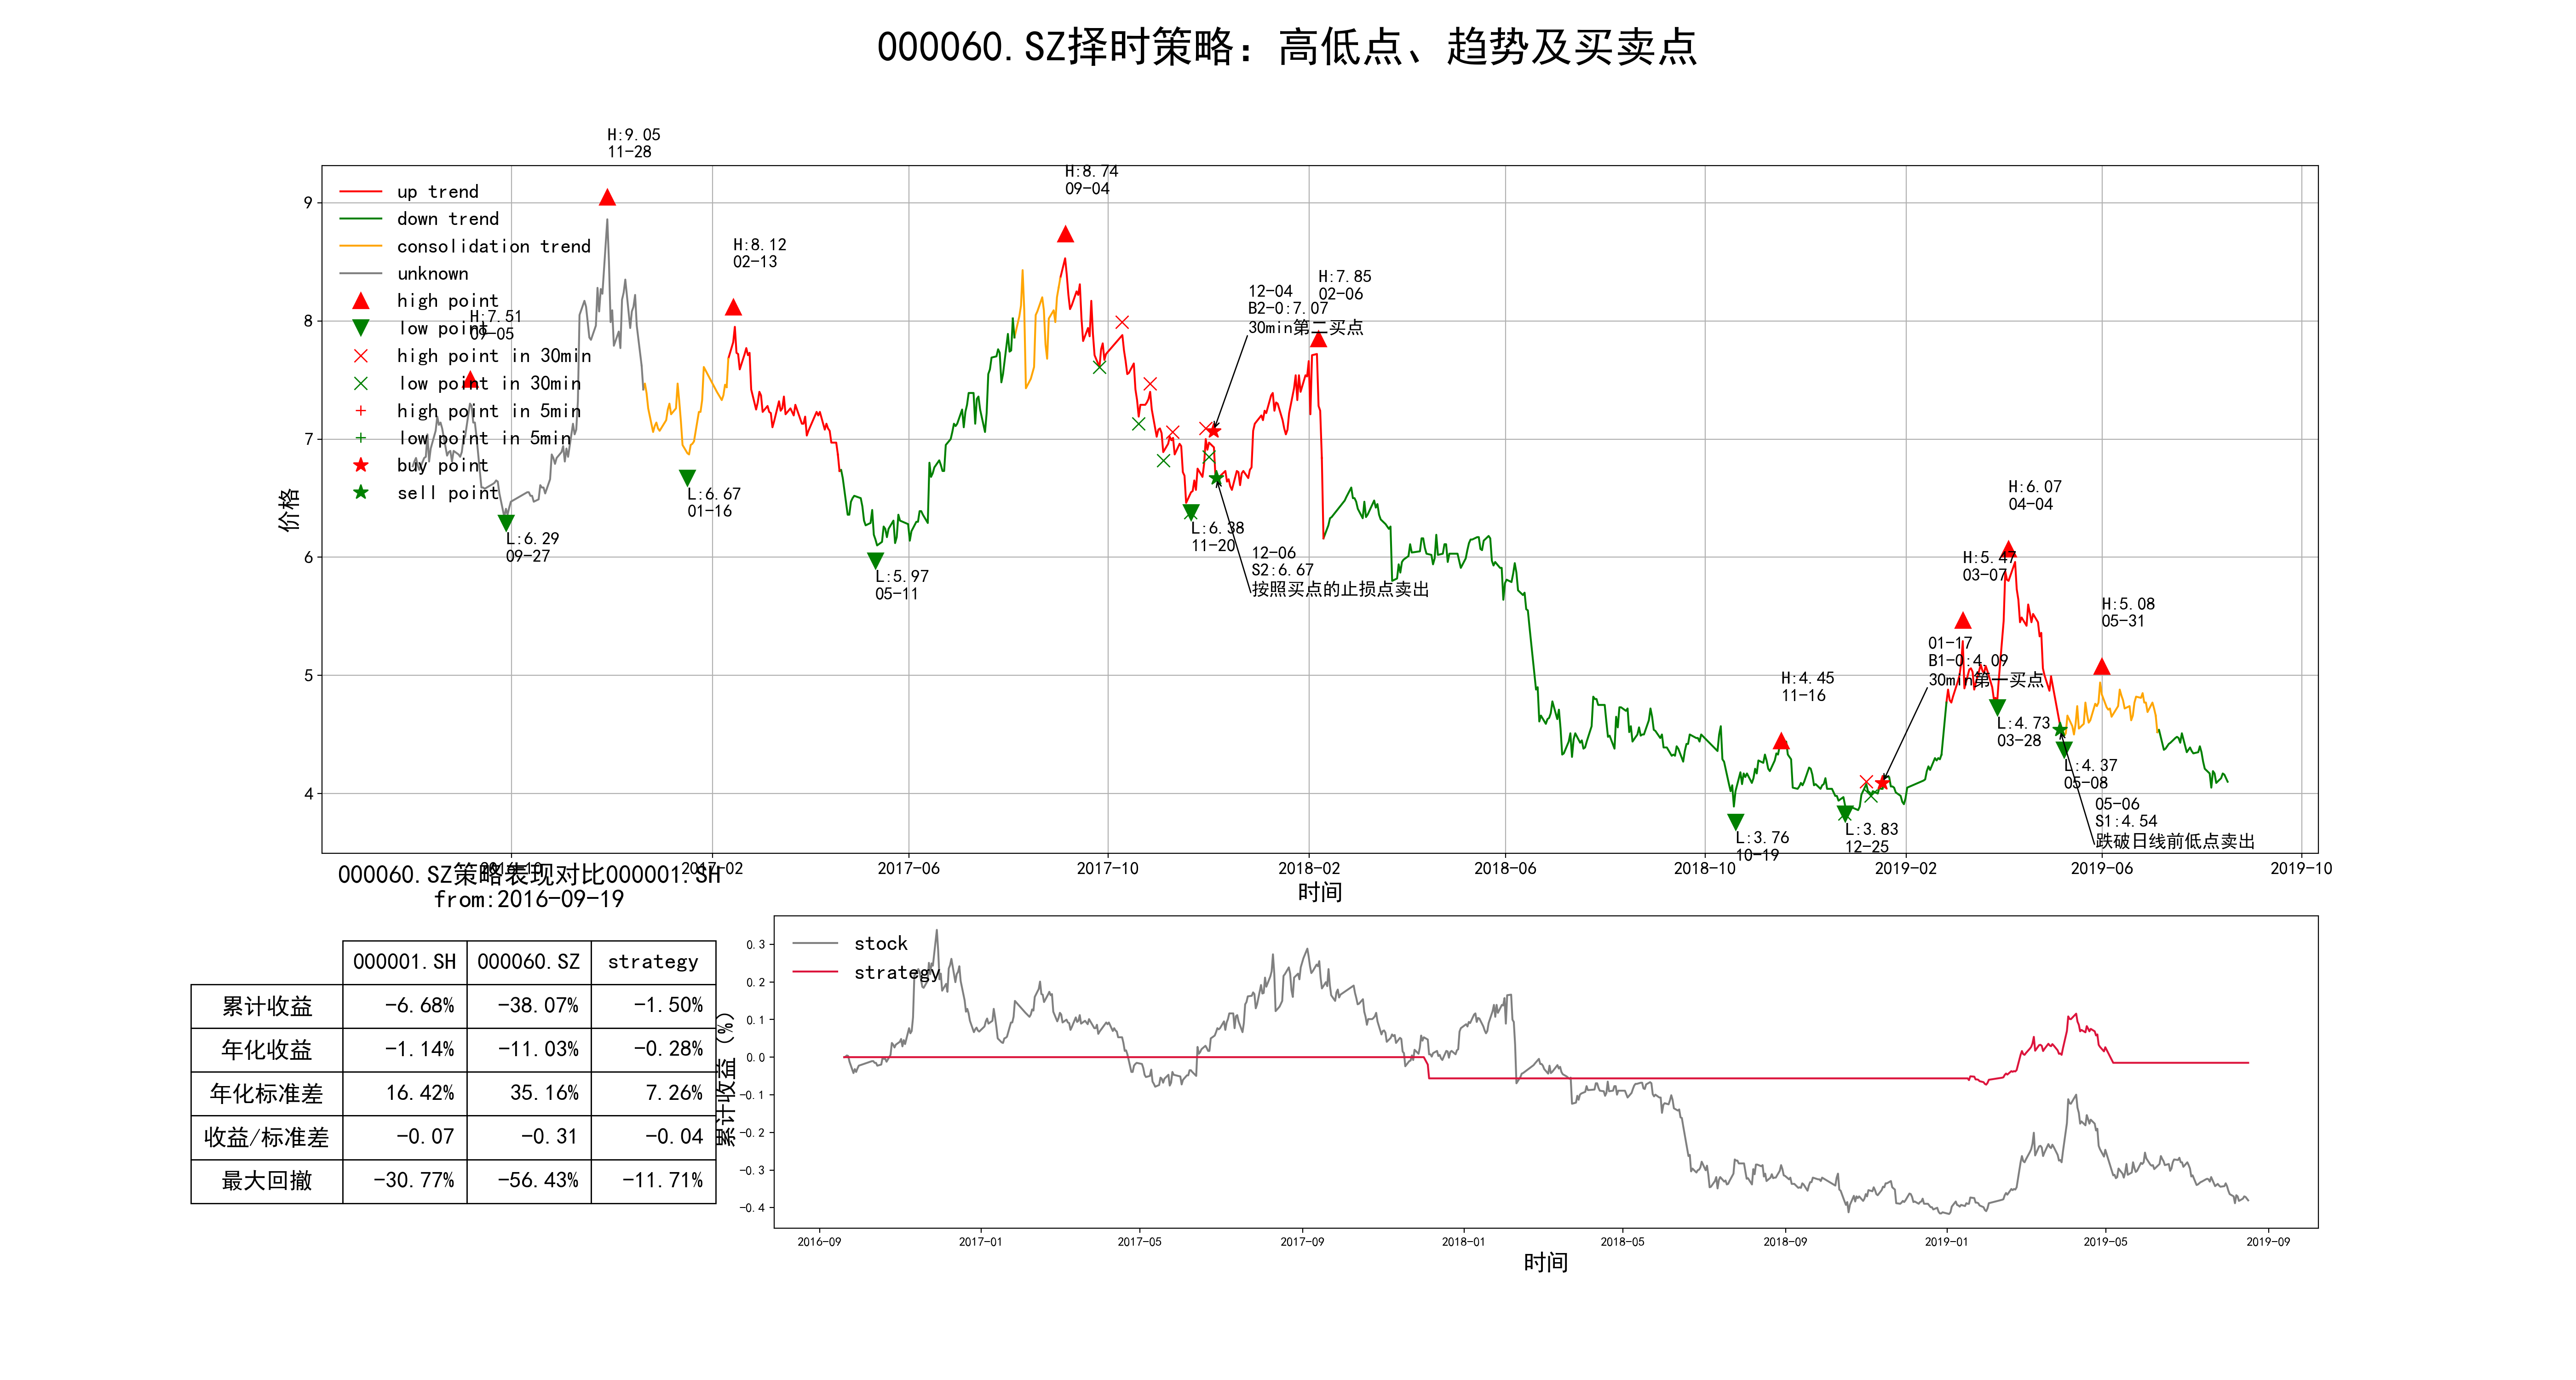 000060.SZ择时策略: 高低点、趋势及买卖点
H:9.05
11-28
H:8.74
09-04
up trend
down trend
consolidation trend
unknown
high point
low point
high point in 30min
low point in 30min
high point in 5min
low point in 5min
buy point
sell point
H:7.51
09-05
H:8.12
02-13
12-04
B2-0:7.07
30min第二买点
H:7.85
02-06
L:6.29
09-27
L:6.67
01-16
L:5.97
05-11
L:6.38
11-20
12-06
S2:6.67
按照买点的止损点卖出
H:6.07
04-04
H:5.47
03-07
H:5.08
05-31
01-17
B1-0:4.09
30min第一买点
H:4.45
11-16
L:4.73
03-28
L:4.37
05-08
05-06
S1:4.54
跌破日线前低点卖出
L:3.76
10-19
L:3.83
12-25
9
8
7
6
5
4
价格
2016-10
2017-02
2017-06
2017-10
2018-02
2018-06
2018-10
2019-02
2019-06
2019-10
时间
000060.SZ策略表现对比000001.SH
from:2016-09-19
000001.SH 000060.SZ strategy
累计收益 -6.68% -38.07% -1.50%
年化收益 -1.14% -11.03% -0.28%
年化标准差 16.42% 35.16% 7.26%
收益/标准差 -0.07 -0.31 -0.04
最大回撤 -30.77% -56.43% -11.71%
stock
strategy
0.3
0.2
0.1
0.0
-0.1
-0.2
-0.3
-0.4
累计收益（%）
2016-09
2017-01
2017-05
2017-09
2018-01
2018-05
2018-09
2019-01
2019-05
2019-09
时间